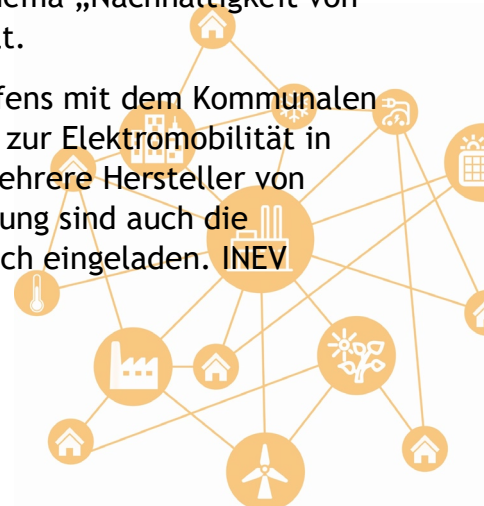 ema „Nachhaltigkeit von
t.
fens mit dem Kommunalen
zur Elektromobilität in
ehrere Hersteller von
ung sind auch die
ch eingeladen. INEV